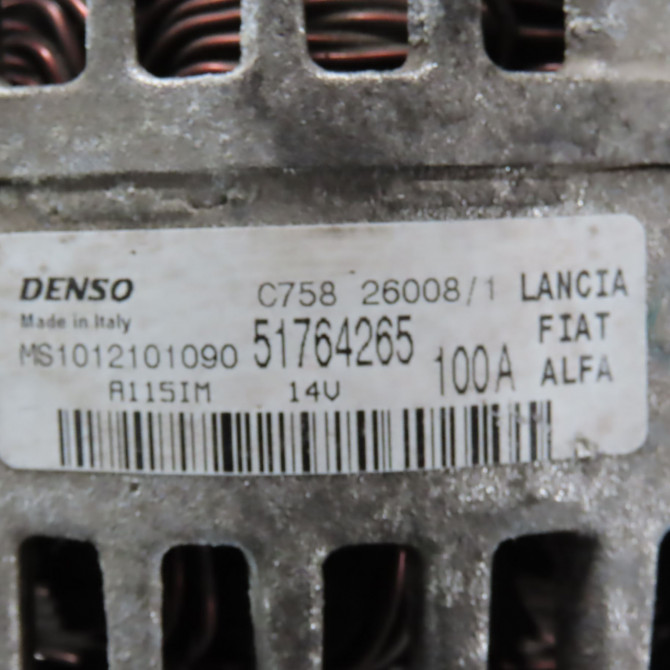 DENSO C758 26008/1 LANCIA
Made in Italy FIAT
MS1012101090 51764265 100A ALFA
A115IM 14V